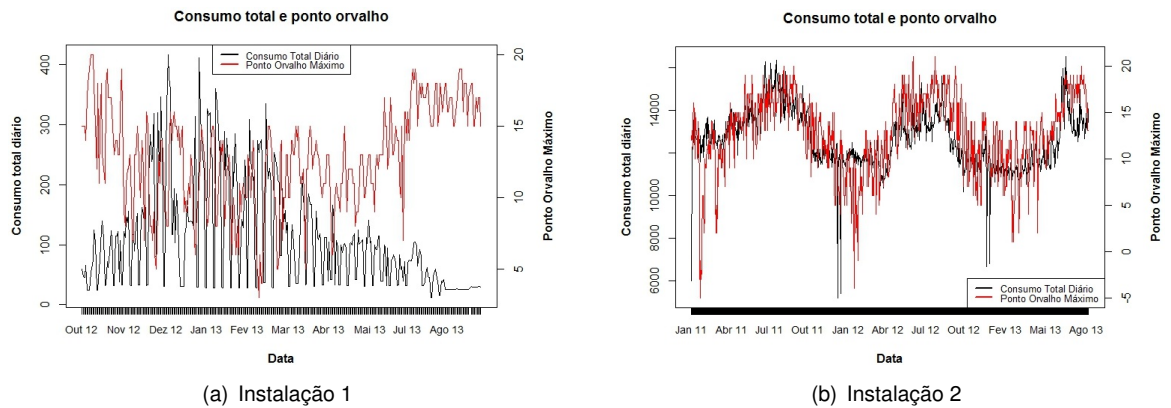 Consumo total e ponto orvalho
Consumo Total Diário
Ponto Orvalho Máximo
Consumo total diário
0
100
200
300
400
Ponto Orvalho Máximo
5
10
15
20
Out 12 Nov 12 Dez 12 Jan 13 Fev 13 Mar 13 Abr 13 Mai 13 Jul 13 Ago 13
Data
(a) Instalação 1
Consumo total e ponto orvalho
Consumo total diário
6000
8000
10000
14000
Ponto Orvalho Máximo
-5
0
5
10
15
20
Consumo Total Diário
Ponto Orvalho Máximo
Jan 11 Abr 11 Jul 11 Out 11 Jan 12 Abr 12 Jul 12 Out 12 Fev 13 Mai 13 Ago 13
Data
(b) Instalação 2